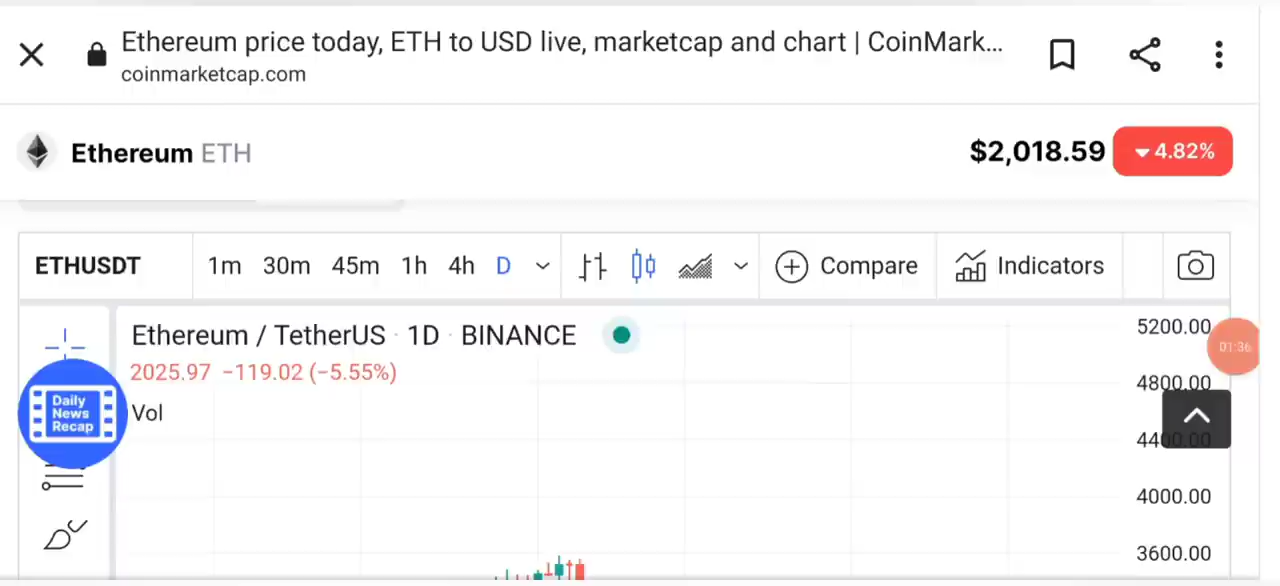 Ethereum price today, ETH to USD live, marketcap and chart | CoinMark...
coinmarketcap.com
Ethereum ETH
$2,018.59
4.82%
ETHUSDT
1m 30m 45m 1h 4h D
Compare
Indicators
Ethereum / TetherUS · 1D · BINANCE
2025.97 −119.02 (−5.55%)
Vol
Daily
News
Recap
5200.00
01:36
4800.00
4400.00
4000.00
3600.00